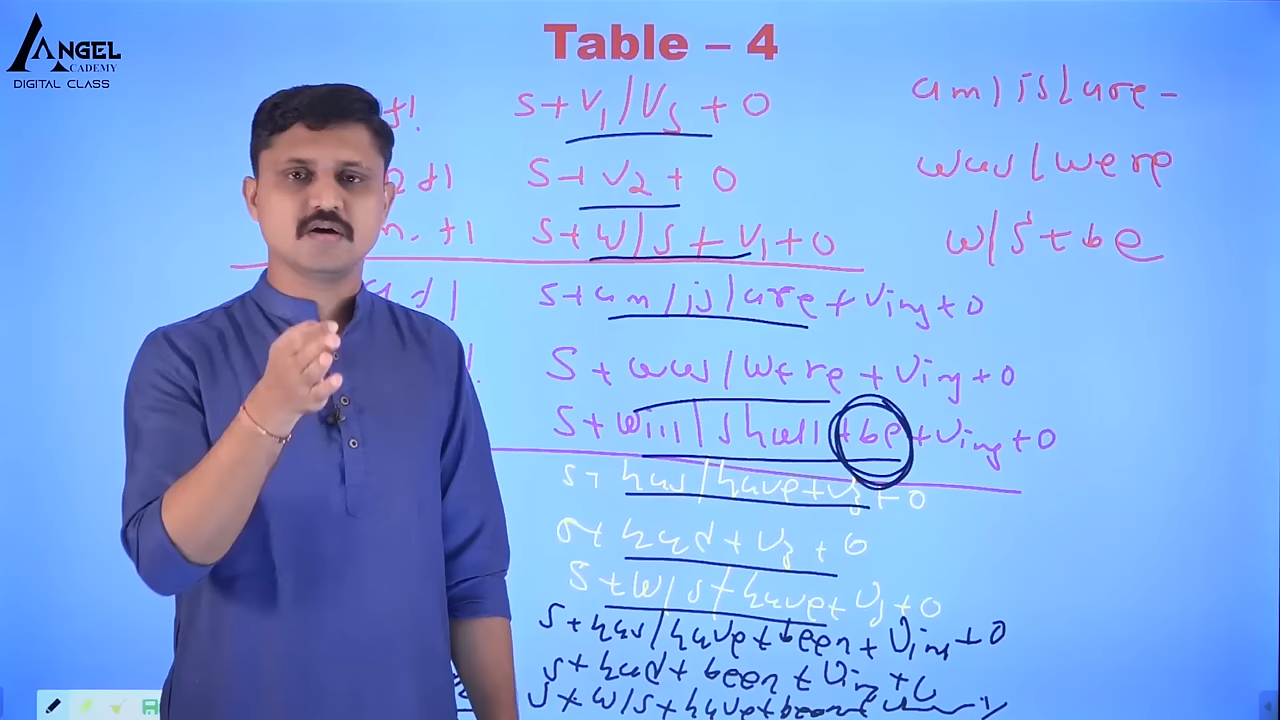 ANGEL
ACADEMY
DIGITAL CLASS
Table – 4
S+V1/V5+O
am/is/are -
S+V2+O
was/were
S+W/S+V1+O
W/S+be
S+am/is/are+Ving+O
S+was/were+Ving+O
S+will/shall+be+Ving+O
S+has/have+V3+O
S+had+V3+O
S+W/S+have+V3+O
S+has/have+been+Ving+O
S+had+been+Ving+O
S+W/S+have+been+